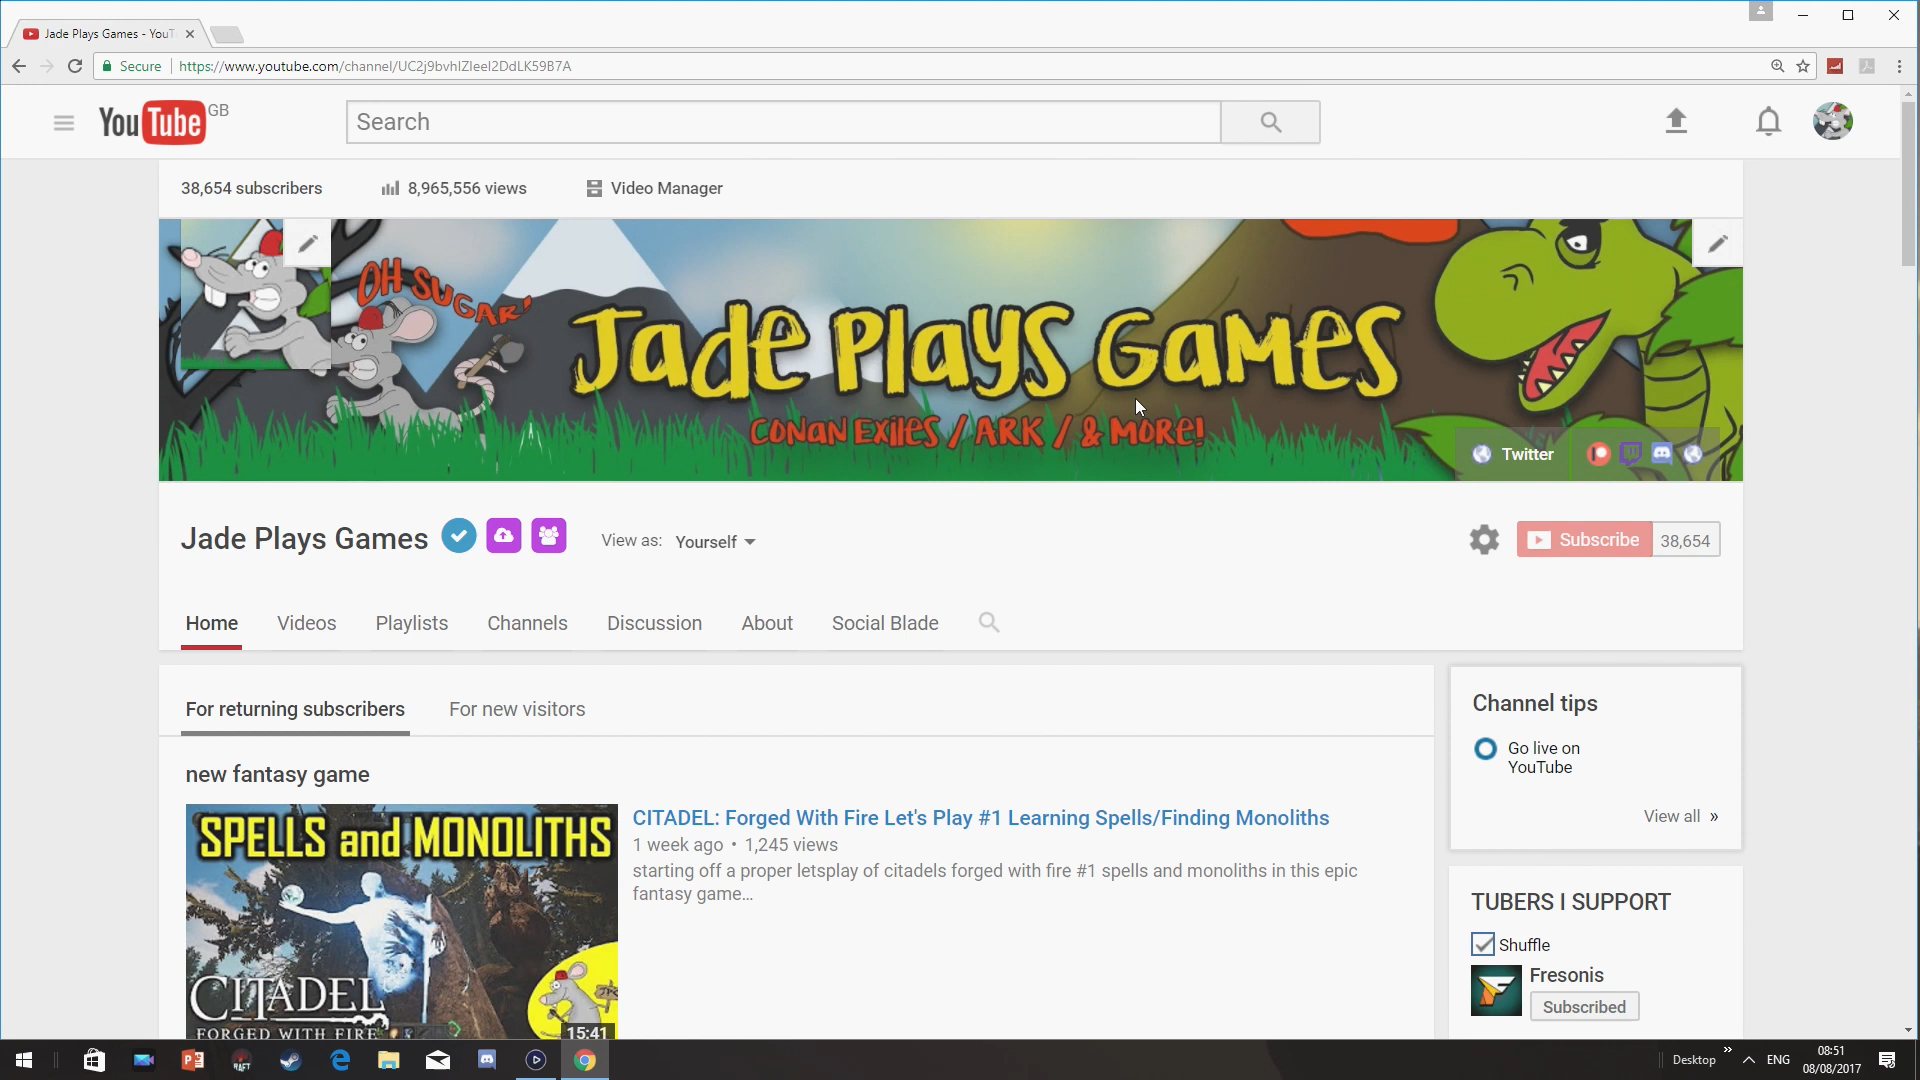 Jade Plays Games - YouT
Secure
https://www.youtube.com/channel/UC2j9bvhIZIeeI2DdLK59B7A
YouTube GB
Search
38,654 subscribers
8,965,556 views
Video Manager
OH SUGAR!
Jade Plays Games
CONAN EXILES / ARK / & MORE!
Twitter
Jade Plays Games
View as: Yourself
Subscribe 38,654
Home
Videos
Playlists
Channels
Discussion
About
Social Blade
For returning subscribers
For new visitors
new fantasy game
SPELLS and MONOLITHS
CITADEL
FORGED WITH FIRE
15:41
CITADEL: Forged With Fire Let's Play #1 Learning Spells/Finding Monoliths
1 week ago • 1,245 views
starting off a proper letsplay of citadels forged with fire #1 spells and monoliths in this epic
fantasy game...
Channel tips
Go live on
YouTube
View all »
TUBERS I SUPPORT
Shuffle
Fresonis
Subscribed
RAFT
Desktop
ENG
08:51
08/08/2017